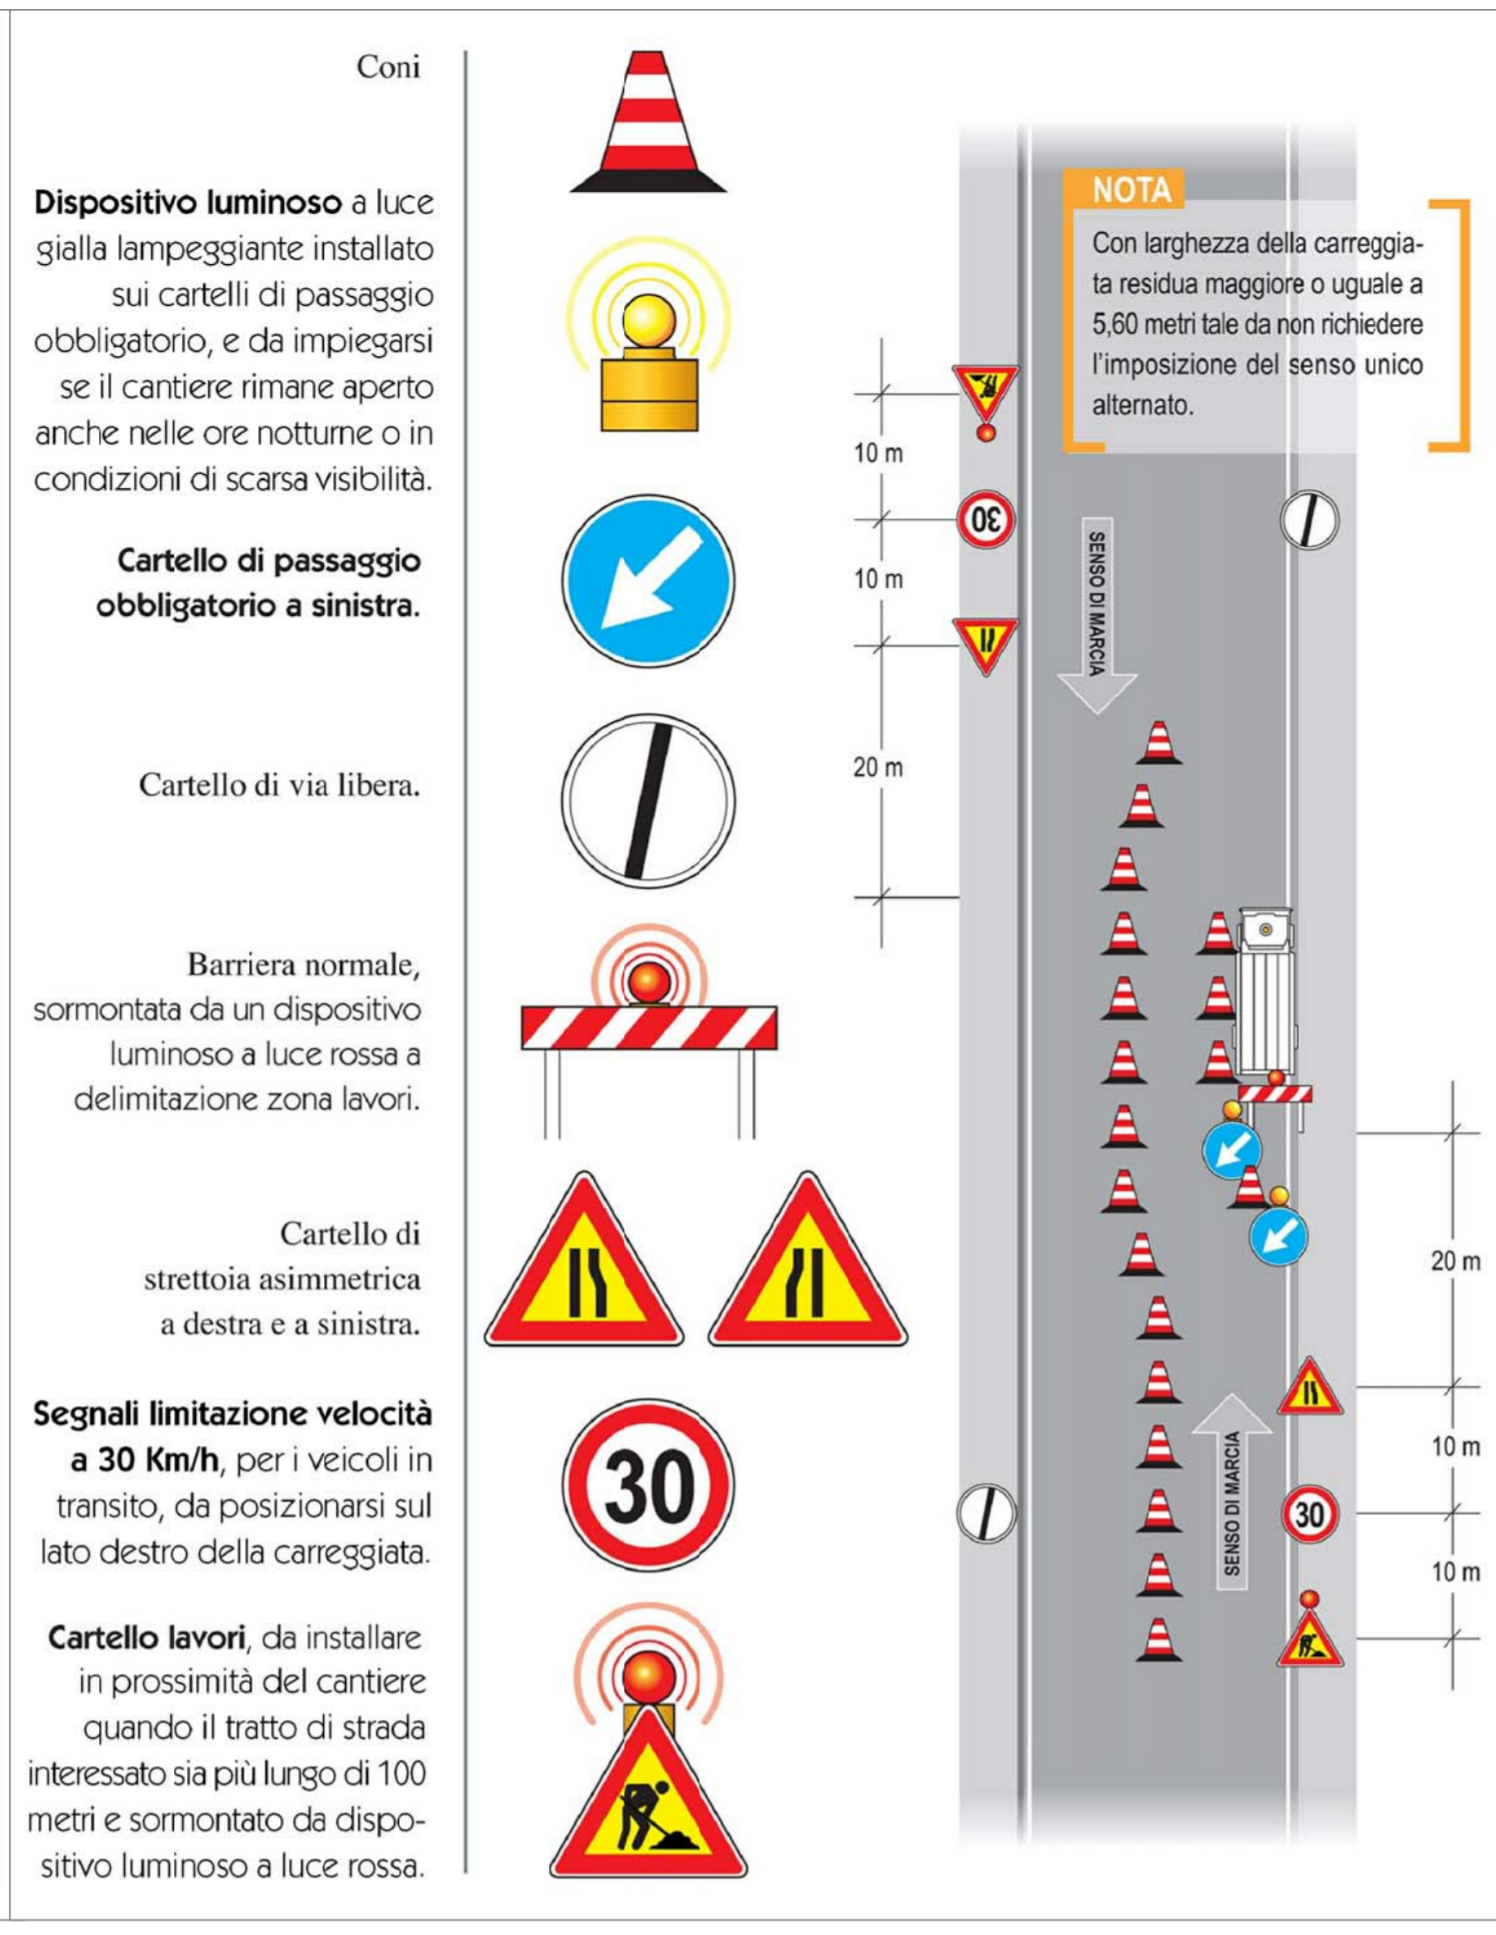 Coni
Dispositivo luminoso a luce
gialla lampeggiante installato
sui cartelli di passaggio
obbligatorio, e da impiegarsi
se il cantiere rimane aperto
anche nelle ore notturne o in
condizioni di scarsa visibilità.
Cartello di passaggio
obbligatorio a sinistra.
Cartello di via libera.
Barriera normale,
sormontata da un dispositivo
luminoso a luce rossa a
delimitazione zona lavori.
Cartello di
strettoia asimmetrica
a destra e a sinistra.
Segnali limitazione velocità
a 30 Km/h, per i veicoli in
transito, da posizionarsi sul
lato destro della carreggiata.
30
Cartello lavori, da installare
in prossimità del cantiere
quando il tratto di strada
interessato sia più lungo di 100
metri e sormontato da dispo-
sitivo luminoso a luce rossa.
NOTA
Con larghezza della carreggia-
ta residua maggiore o uguale a
5,60 metri tale da non richiedere
l'imposizione del senso unico
alternato.
10 m
30
10 m
SENSO DI MARCIA
20 m
20 m
10 m
SENSO DI MARCIA
30
10 m